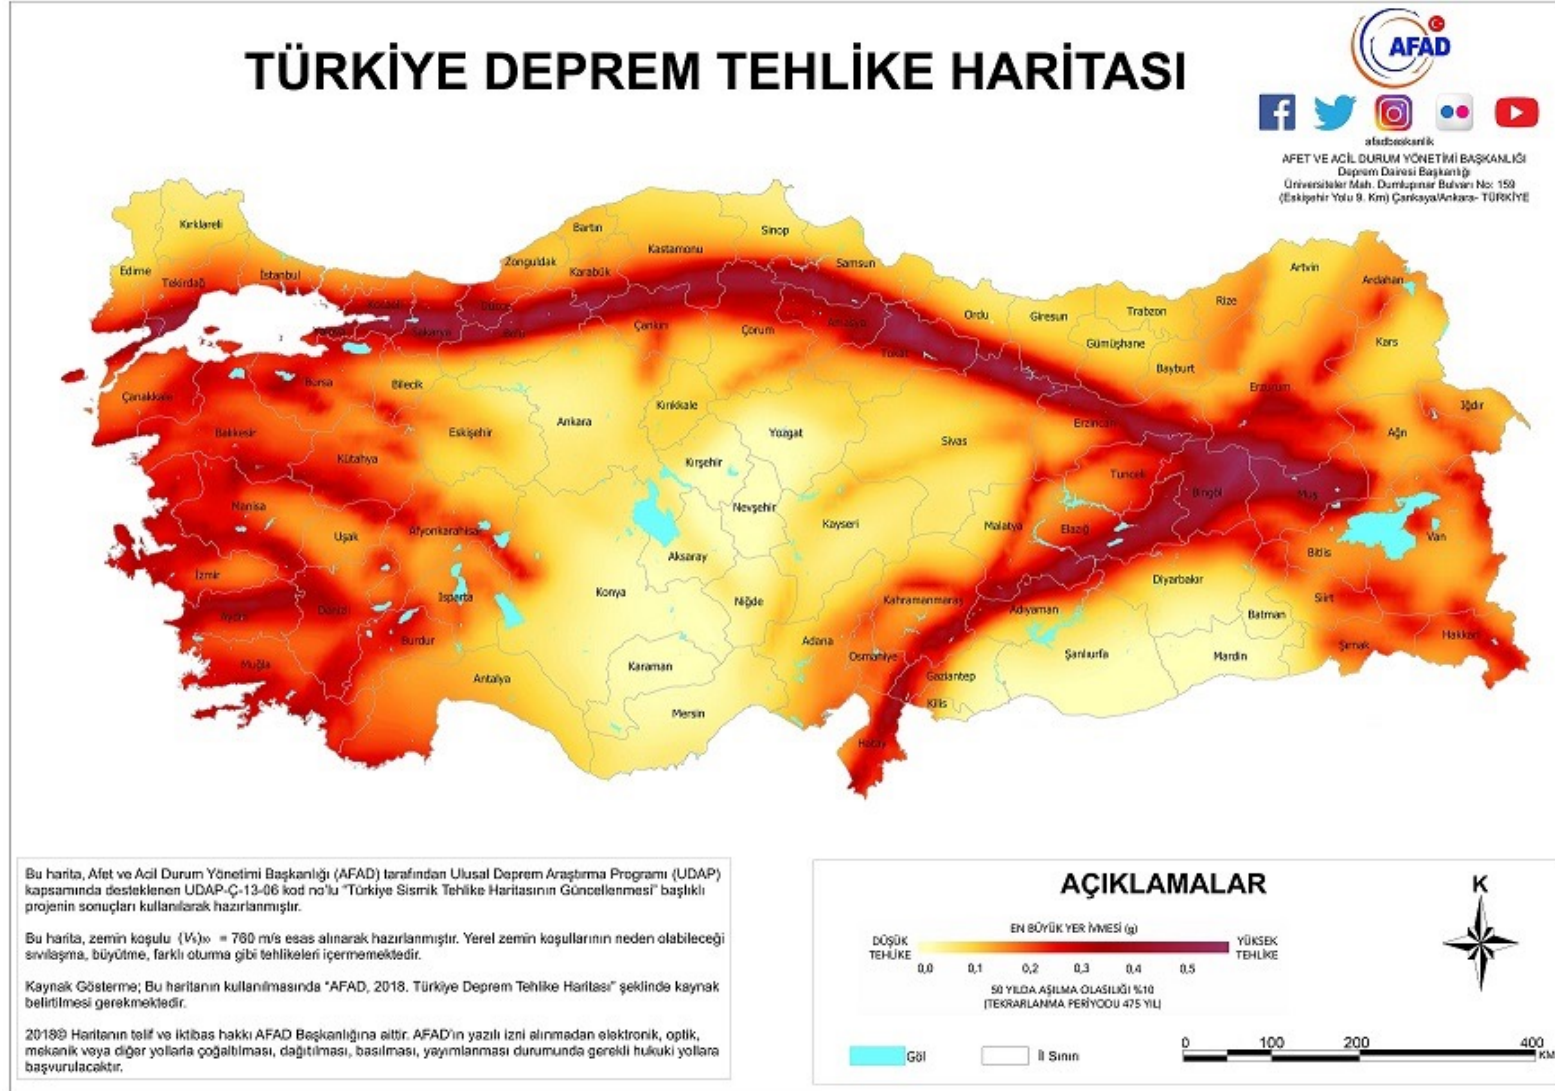 TÜRKİYE DEPREM TEHLİKE HARİTASI
AFAD
afadbaskanlik
AFET VE ACİL DURUM YÖNETİMİ BAŞKANLIĞI
Deprem Dairesi Başkanlığı
Üniversiteler Mah. Dumlupınar Bulvarı No: 159
(Eskişehir Yolu 9. Km) Çankaya/Ankara- TÜRKİYE
Kırklareli
Edirne
Tekirdağ
İstanbul
Kocaeli
Yalova
Sakarya
Düzce
Bolu
Zonguldak
Bartın
Karabük
Kastamonu
Sinop
Samsun
Çankırı
Çorum
Amasya
Tokat
Ordu
Giresun
Trabzon
Gümüşhane
Bayburt
Rize
Artvin
Ardahan
Kars
Iğdır
Ağrı
Erzurum
Erzincan
Çanakkale
Balıkesir
Bursa
Bilecik
Eskişehir
Kütahya
Ankara
Kırıkkale
Yozgat
Kırşehir
Sivas
Tunceli
Bingöl
Muş
Manisa
Uşak
Afyonkarahisar
Nevşehir
Kayseri
Malatya
Elazığ
Bitlis
Van
İzmir
Aydın
Denizli
Isparta
Burdur
Konya
Aksaray
Niğde
Kahramanmaraş
Adıyaman
Diyarbakır
Batman
Siirt
Şırnak
Hakkari
Muğla
Antalya
Karaman
Mersin
Adana
Osmaniye
Gaziantep
Kilis
Hatay
Şanlıurfa
Mardin
Bu harita, Afet ve Acil Durum Yönetimi Başkanlığı (AFAD) tarafından Ulusal Deprem Araştırma Programı (UDAP)
kapsamında desteklenen UDAP-Ç-13-06 kod no'lu "Türkiye Sismik Tehlike Haritasının Güncellenmesi" başlıklı
projenin sonuçları kullanılarak hazırlanmıştır.
Bu harita, zemin koşulu (Vs)30 = 760 m/s esas alınarak hazırlanmıştır. Yerel zemin koşullarının neden olabileceği
sıvılaşma, büyütme, farklı oturma gibi tehlikeleri içermemektedir.
Kaynak Gösterme; Bu haritanın kullanılmasında "AFAD, 2018. Türkiye Deprem Tehlike Haritası" şeklinde kaynak
belirtilmesi gerekmektedir.
2018© Haritanın telif ve iktibas hakkı AFAD Başkanlığına aittir. AFAD'ın yazılı izni alınmadan elektronik, optik,
mekanik veya diğer yollarla çoğaltılması, dağıtılması, basılması, yayımlanması durumunda gerekli hukuki yollara
başvurulacaktır.
AÇIKLAMALAR
EN BÜYÜK YER İVMESİ (g)
DÜŞÜK
TEHLİKE
YÜKSEK
TEHLİKE
0,0 0,1 0,2 0,3 0,4 0,5
50 YILDA AŞILMA OLASILIĞI %10
(TEKRARLANMA PERİYODU 475 YIL)
Göl
İl Sınırı
K
0 100 200 400
KM